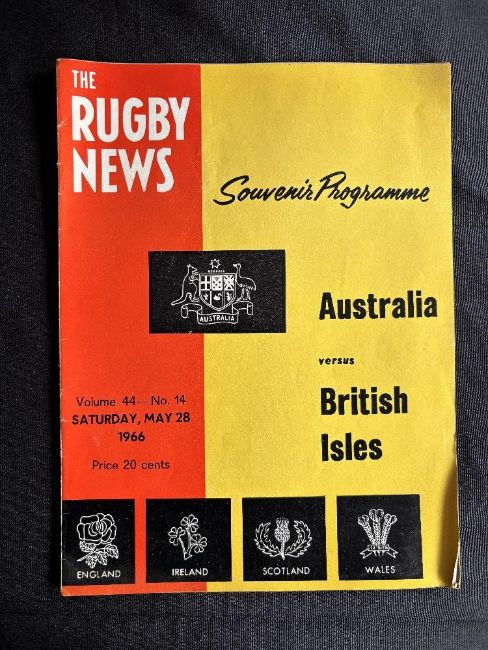 THE
RUGBY
NEWS
Souvenir Programme
AUSTRALIA
Australia
versus
British
Isles
Volume 44 — No. 14
SATURDAY, MAY 28
1966
Price 20 cents
ENGLAND
IRELAND
SCOTLAND
WALES